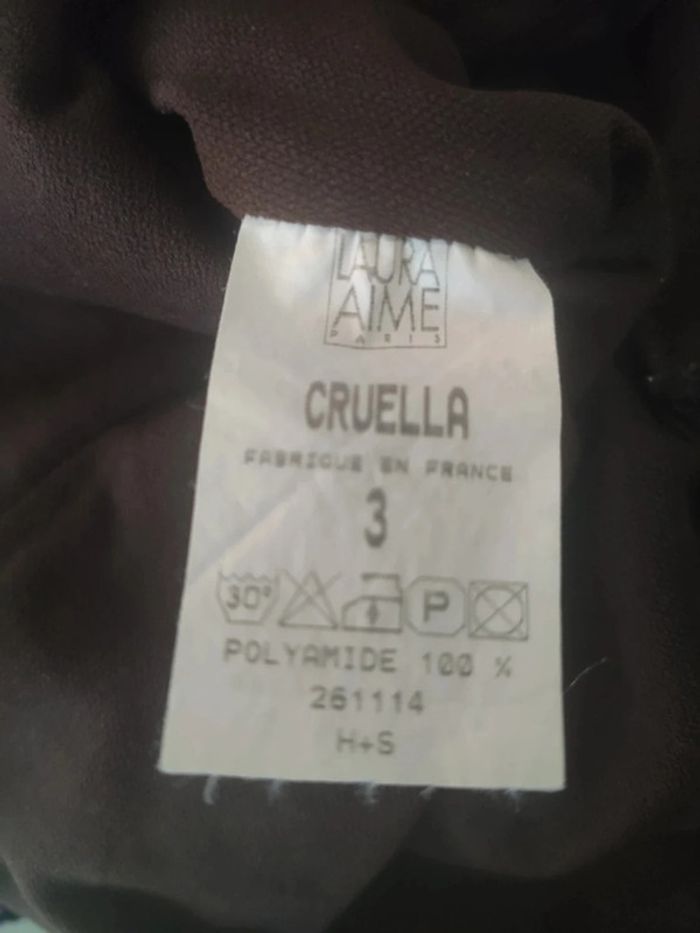 LAURA
AIME
PARIS
CRUELLA
FABRIQUE EN FRANCE
3
30° P
POLYAMIDE 100 %
261114
H+S